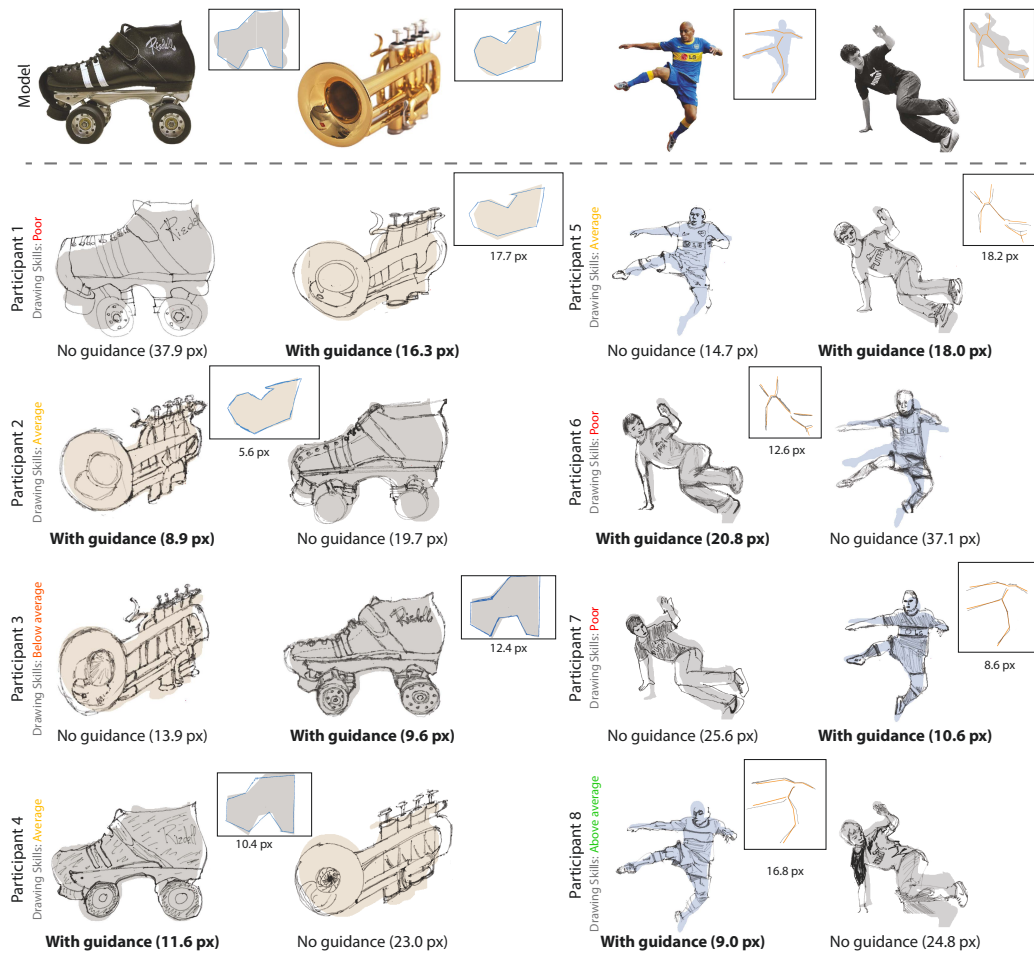 Model
Riedell
LG
Participant 1
Drawing Skills: Poor
Riedell
No guidance (37.9 px)
17.7 px
With guidance (16.3 px)
Participant 5
Drawing Skills: Average
LG
No guidance (14.7 px)
18.2 px
With guidance (18.0 px)
Participant 2
Drawing Skills: Average
5.6 px
With guidance (8.9 px)
No guidance (19.7 px)
Participant 6
Drawing Skills: Poor
12.6 px
With guidance (20.8 px)
LG
No guidance (37.1 px)
Participant 3
Drawing Skills: Below average
No guidance (13.9 px)
12.4 px
With guidance (9.6 px)
Participant 7
Drawing Skills: Poor
No guidance (25.6 px)
8.6 px
With guidance (10.6 px)
Participant 4
Drawing Skills: Average
10.4 px
With guidance (11.6 px)
No guidance (23.0 px)
Participant 8
Drawing Skills: Above average
16.8 px
With guidance (9.0 px)
No guidance (24.8 px)